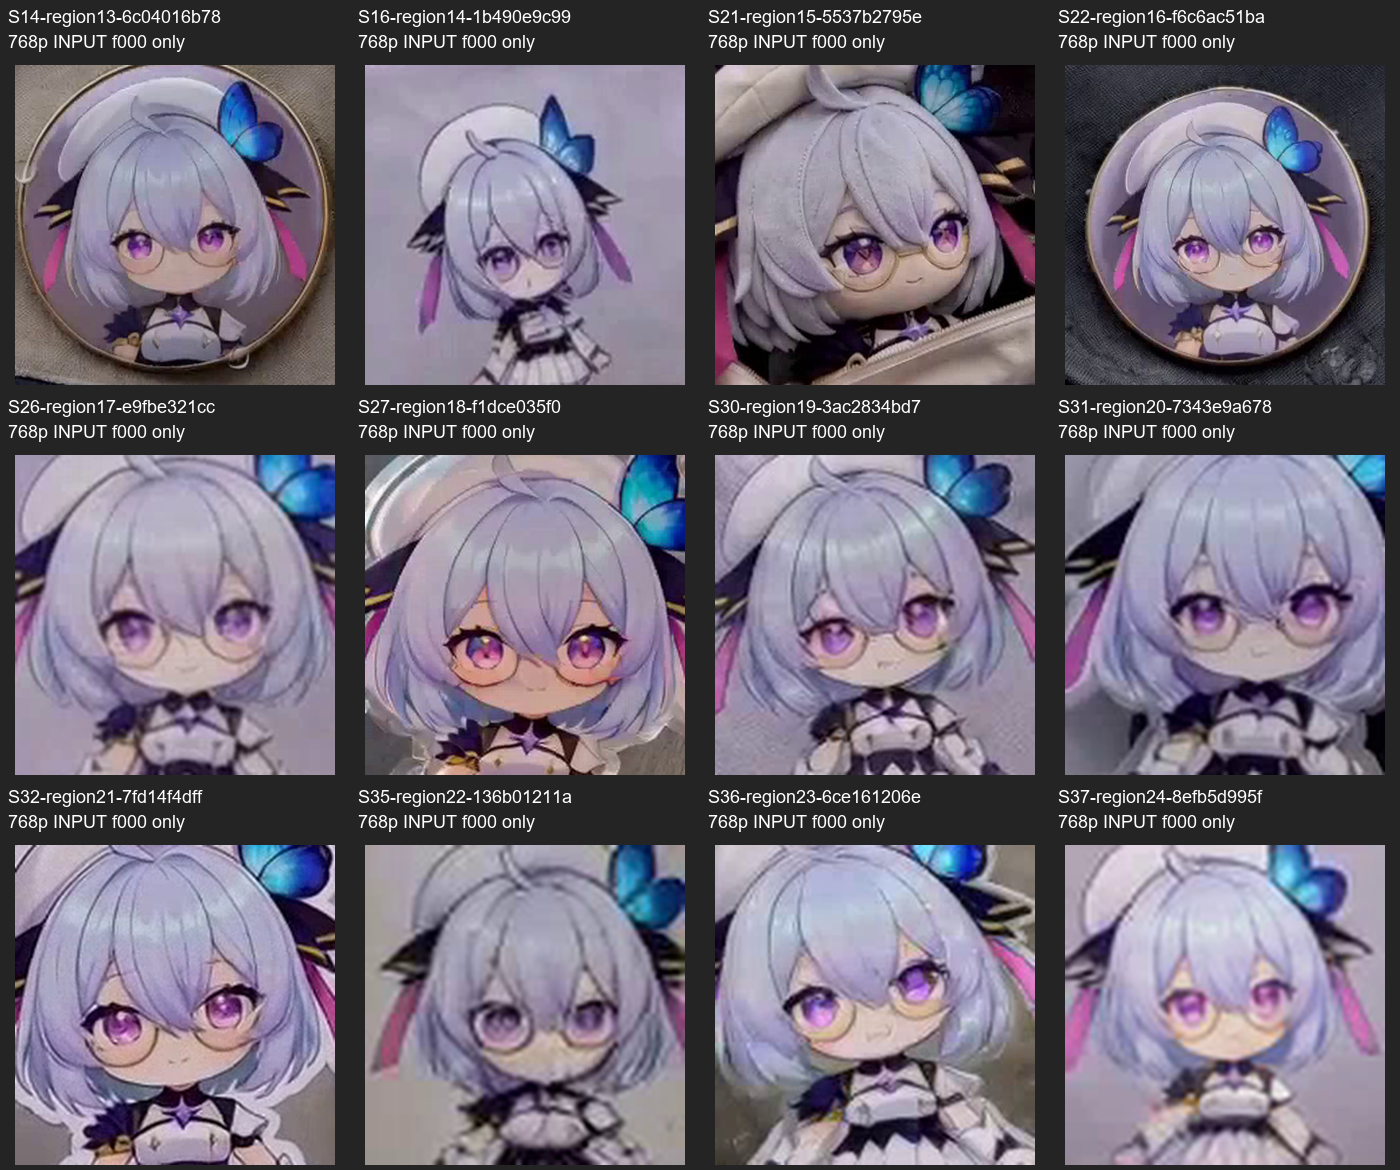 S14-region13-6c04016b78
768p INPUT f000 only
S16-region14-1b490e9c99
768p INPUT f000 only
S21-region15-5537b2795e
768p INPUT f000 only
S22-region16-f6c6ac51ba
768p INPUT f000 only
S26-region17-e9fbe321cc
768p INPUT f000 only
S27-region18-f1dce035f0
768p INPUT f000 only
S30-region19-3ac2834bd7
768p INPUT f000 only
S31-region20-7343e9a678
768p INPUT f000 only
S32-region21-7fd14f4dff
768p INPUT f000 only
S35-region22-136b01211a
768p INPUT f000 only
S36-region23-6ce161206e
768p INPUT f000 only
S37-region24-8efb5d995f
768p INPUT f000 only